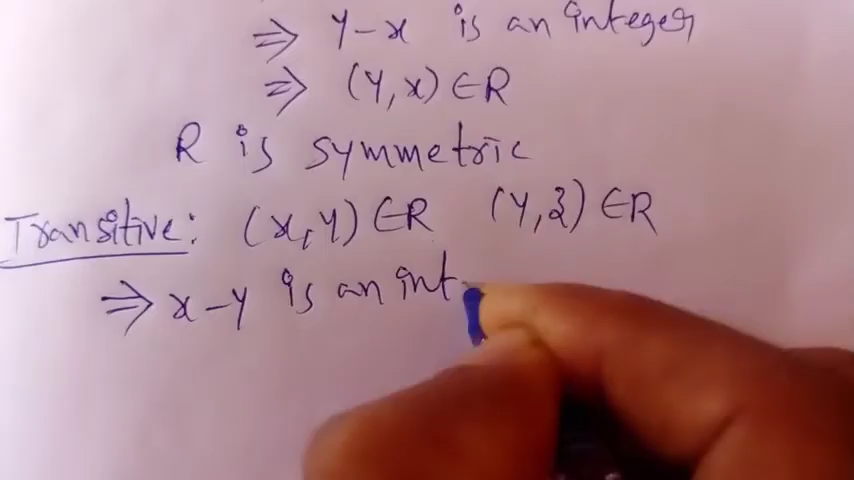 ⇒ y-x is an integer
⇒ (y,x)∈R
R is symmetric
Transitive: (x,y)∈R (y,z)∈R
⇒ x-y is an int